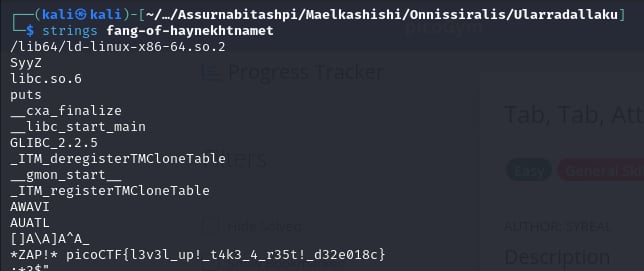 ┌──(kali㉿kali)-[~/…/Assurnabitashpi/Maelkashishi/Onnissiralis/Ularradallaku]
└─$ strings fang-of-haynekhtnamet
/lib64/ld-linux-x86-64.so.2
SyyZ
libc.so.6
puts
__cxa_finalize
__libc_start_main
GLIBC_2.2.5
_ITM_deregisterTMCloneTable
__gmon_start__
_ITM_registerTMCloneTable
AWAVI
AUATL
[]A\A]A^A_
*ZAP!* picoCTF{l3v3l_up!_t4k3_4_r35t!_d32e018c}
:*3$"
Progress Tracker
Filters
Hide Solved
Tab, Tab, Att
Easy
General Skil
AUTHOR: SYREAL
Description